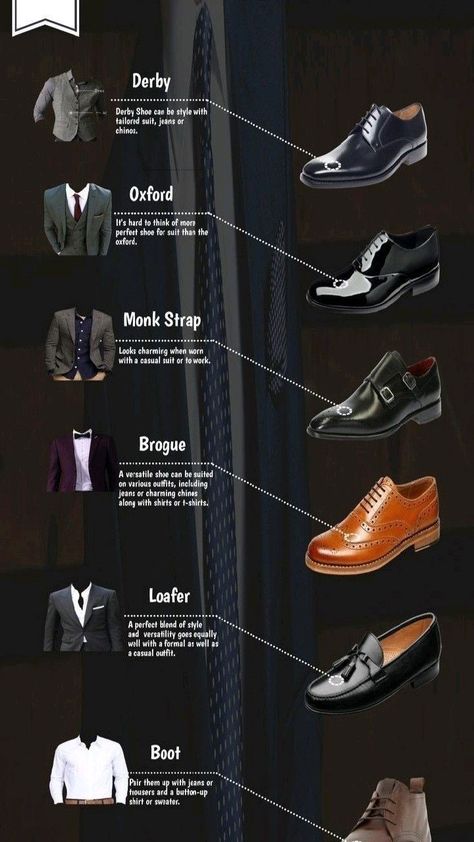 Derby
Derby Shoe can be style with
tailored suit, jeans or
chinos.
Oxford
It's hard to think of more
perfect shoe for suit than the
oxford.
Monk Strap
Looks charming when worn
with a casual suit or to work.
Brogue
A versatile shoe can be suited
on various outfits, including
jeans or charming chinos
along with shirts or t-shirts.
Loafer
A perfect blend of style
and versatility goes equally
well with a formal as well as
a casual outfit.
Boot
Pair them up with jeans or
trousers and a button-up
shirt or sweater.